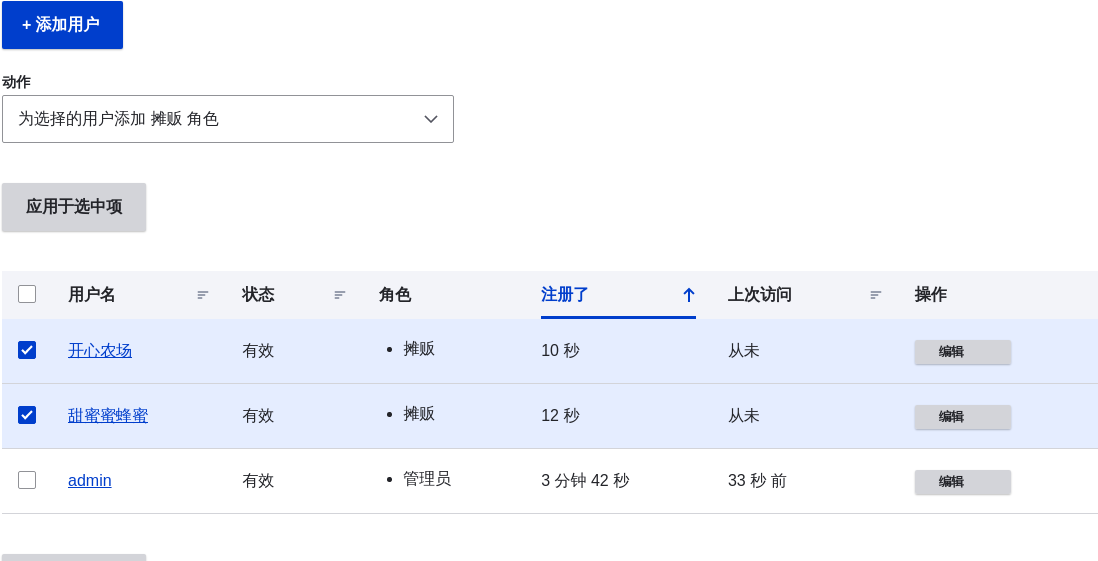 + 添加用户
动作
为选择的用户添加 摊贩 角色
应用于选中项
用户名 状态 角色 注册了 上次访问 操作
开心农场 有效 摊贩 10 秒 从未 编辑
甜蜜蜜蜂蜜 有效 摊贩 12 秒 从未 编辑
admin 有效 管理员 3 分钟 42 秒 33 秒 前 编辑